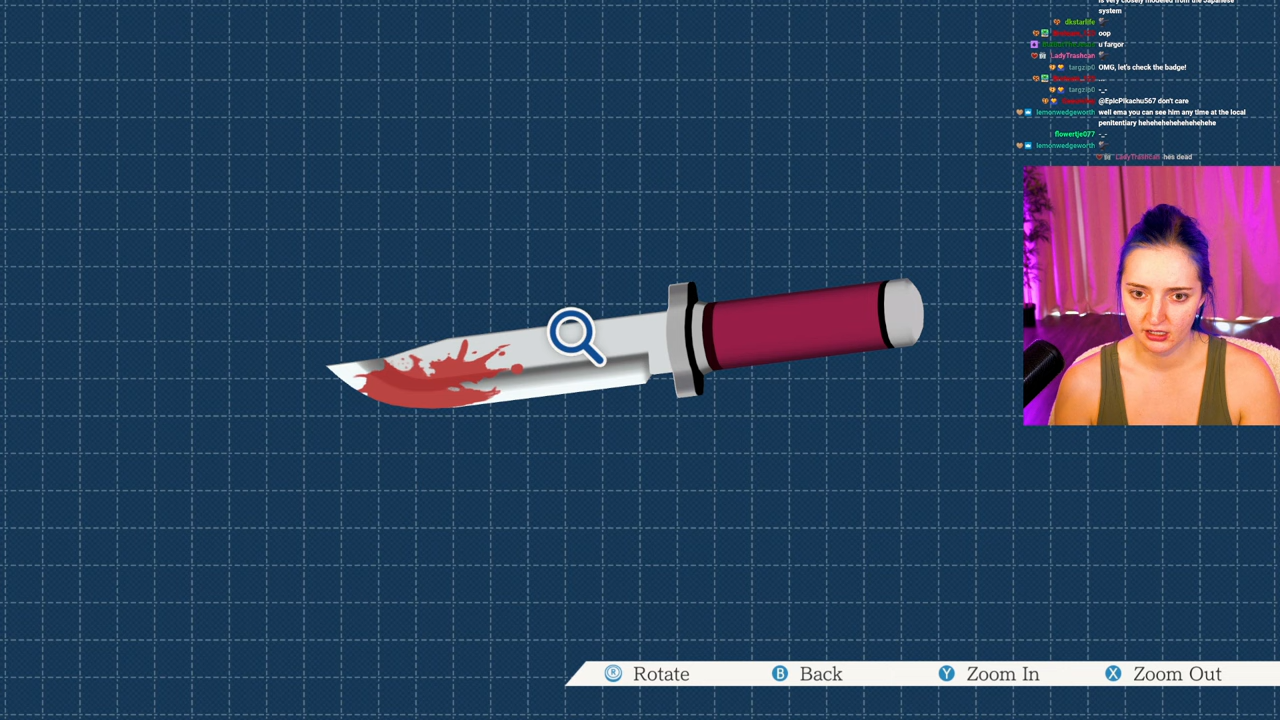 is very closely modeled from the Japanese
system
dkstarlife
oop
u fargor
LadyTrashcan
targzip0 OMG, let's check the badge!
...
targzip0 -_-
@EpicPikachu567 don't care
lemonwedgeworth well ema you can see him any time at the local
penitentiary hehehehehehehehehe
flowertje077 -_-
lemonwedgeworth
LadyTrashcan hes dead
R Rotate
B Back
Y Zoom In
X Zoom Out